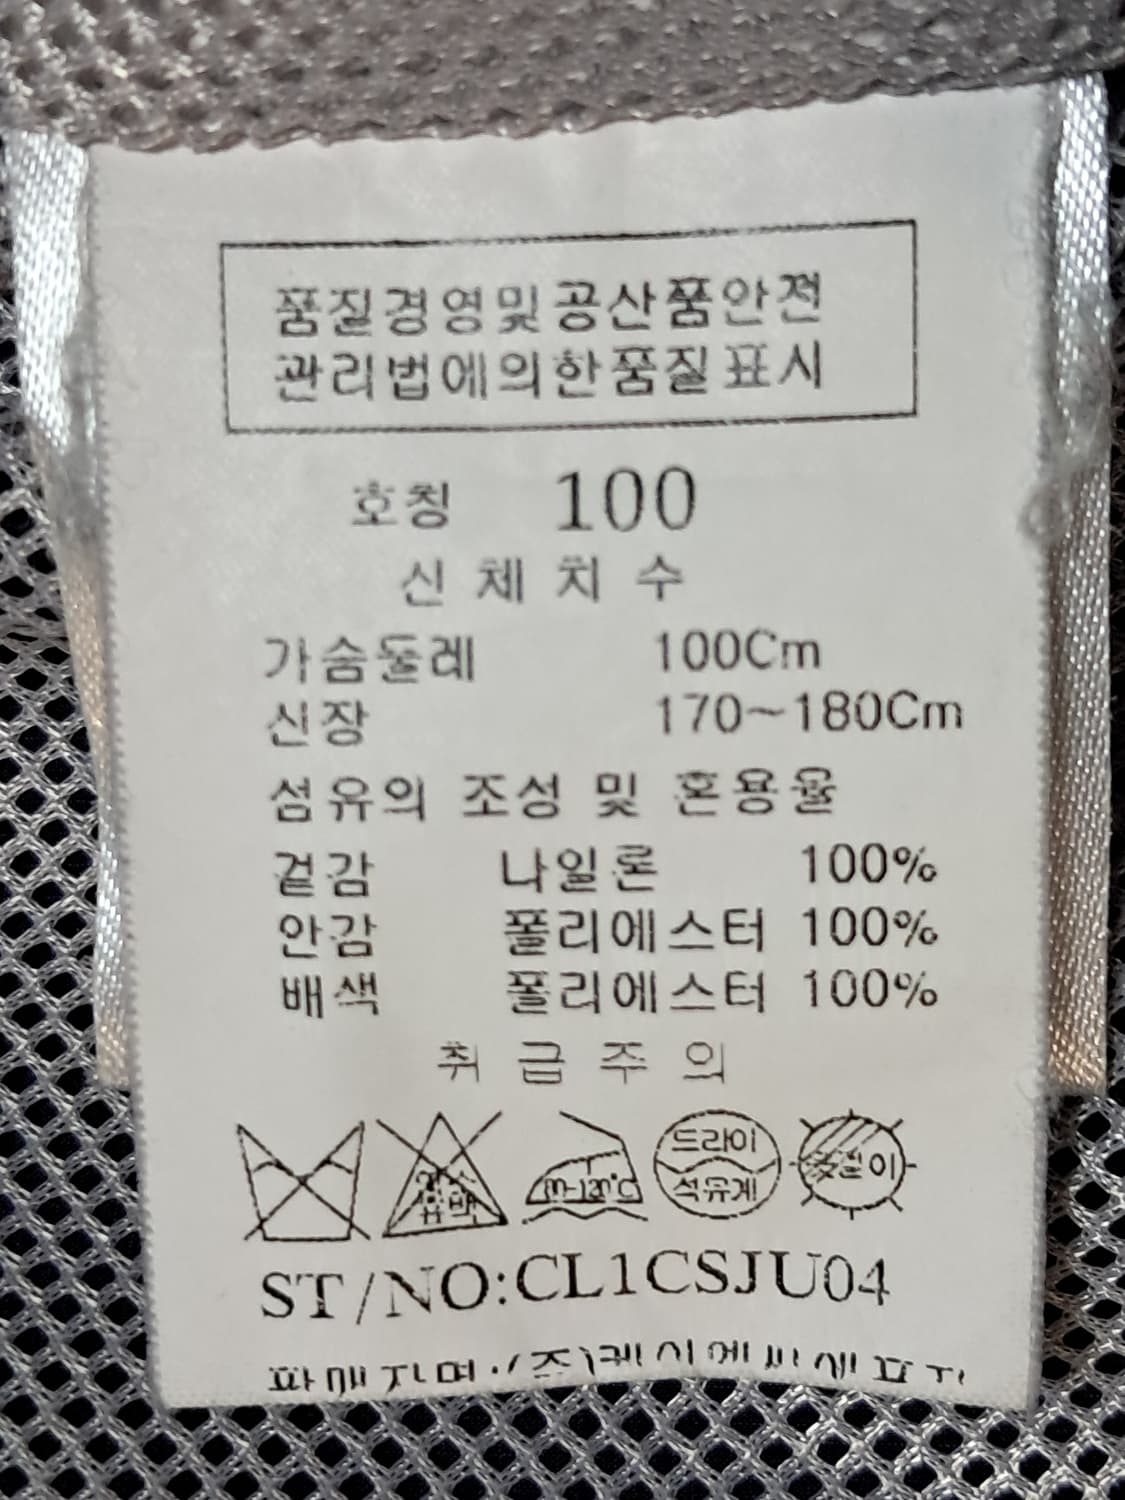 품질경영및공산품안전
관리법에의한품질표시
호칭 100
신체치수
가슴둘레 100Cm
신장 170~180Cm
섬유의 조성 및 혼용율
겉감 나일론 100%
안감 폴리에스터 100%
배색 폴리에스터 100%
취급주의
드라이
석유계
ST/NO:CL1CSJU04